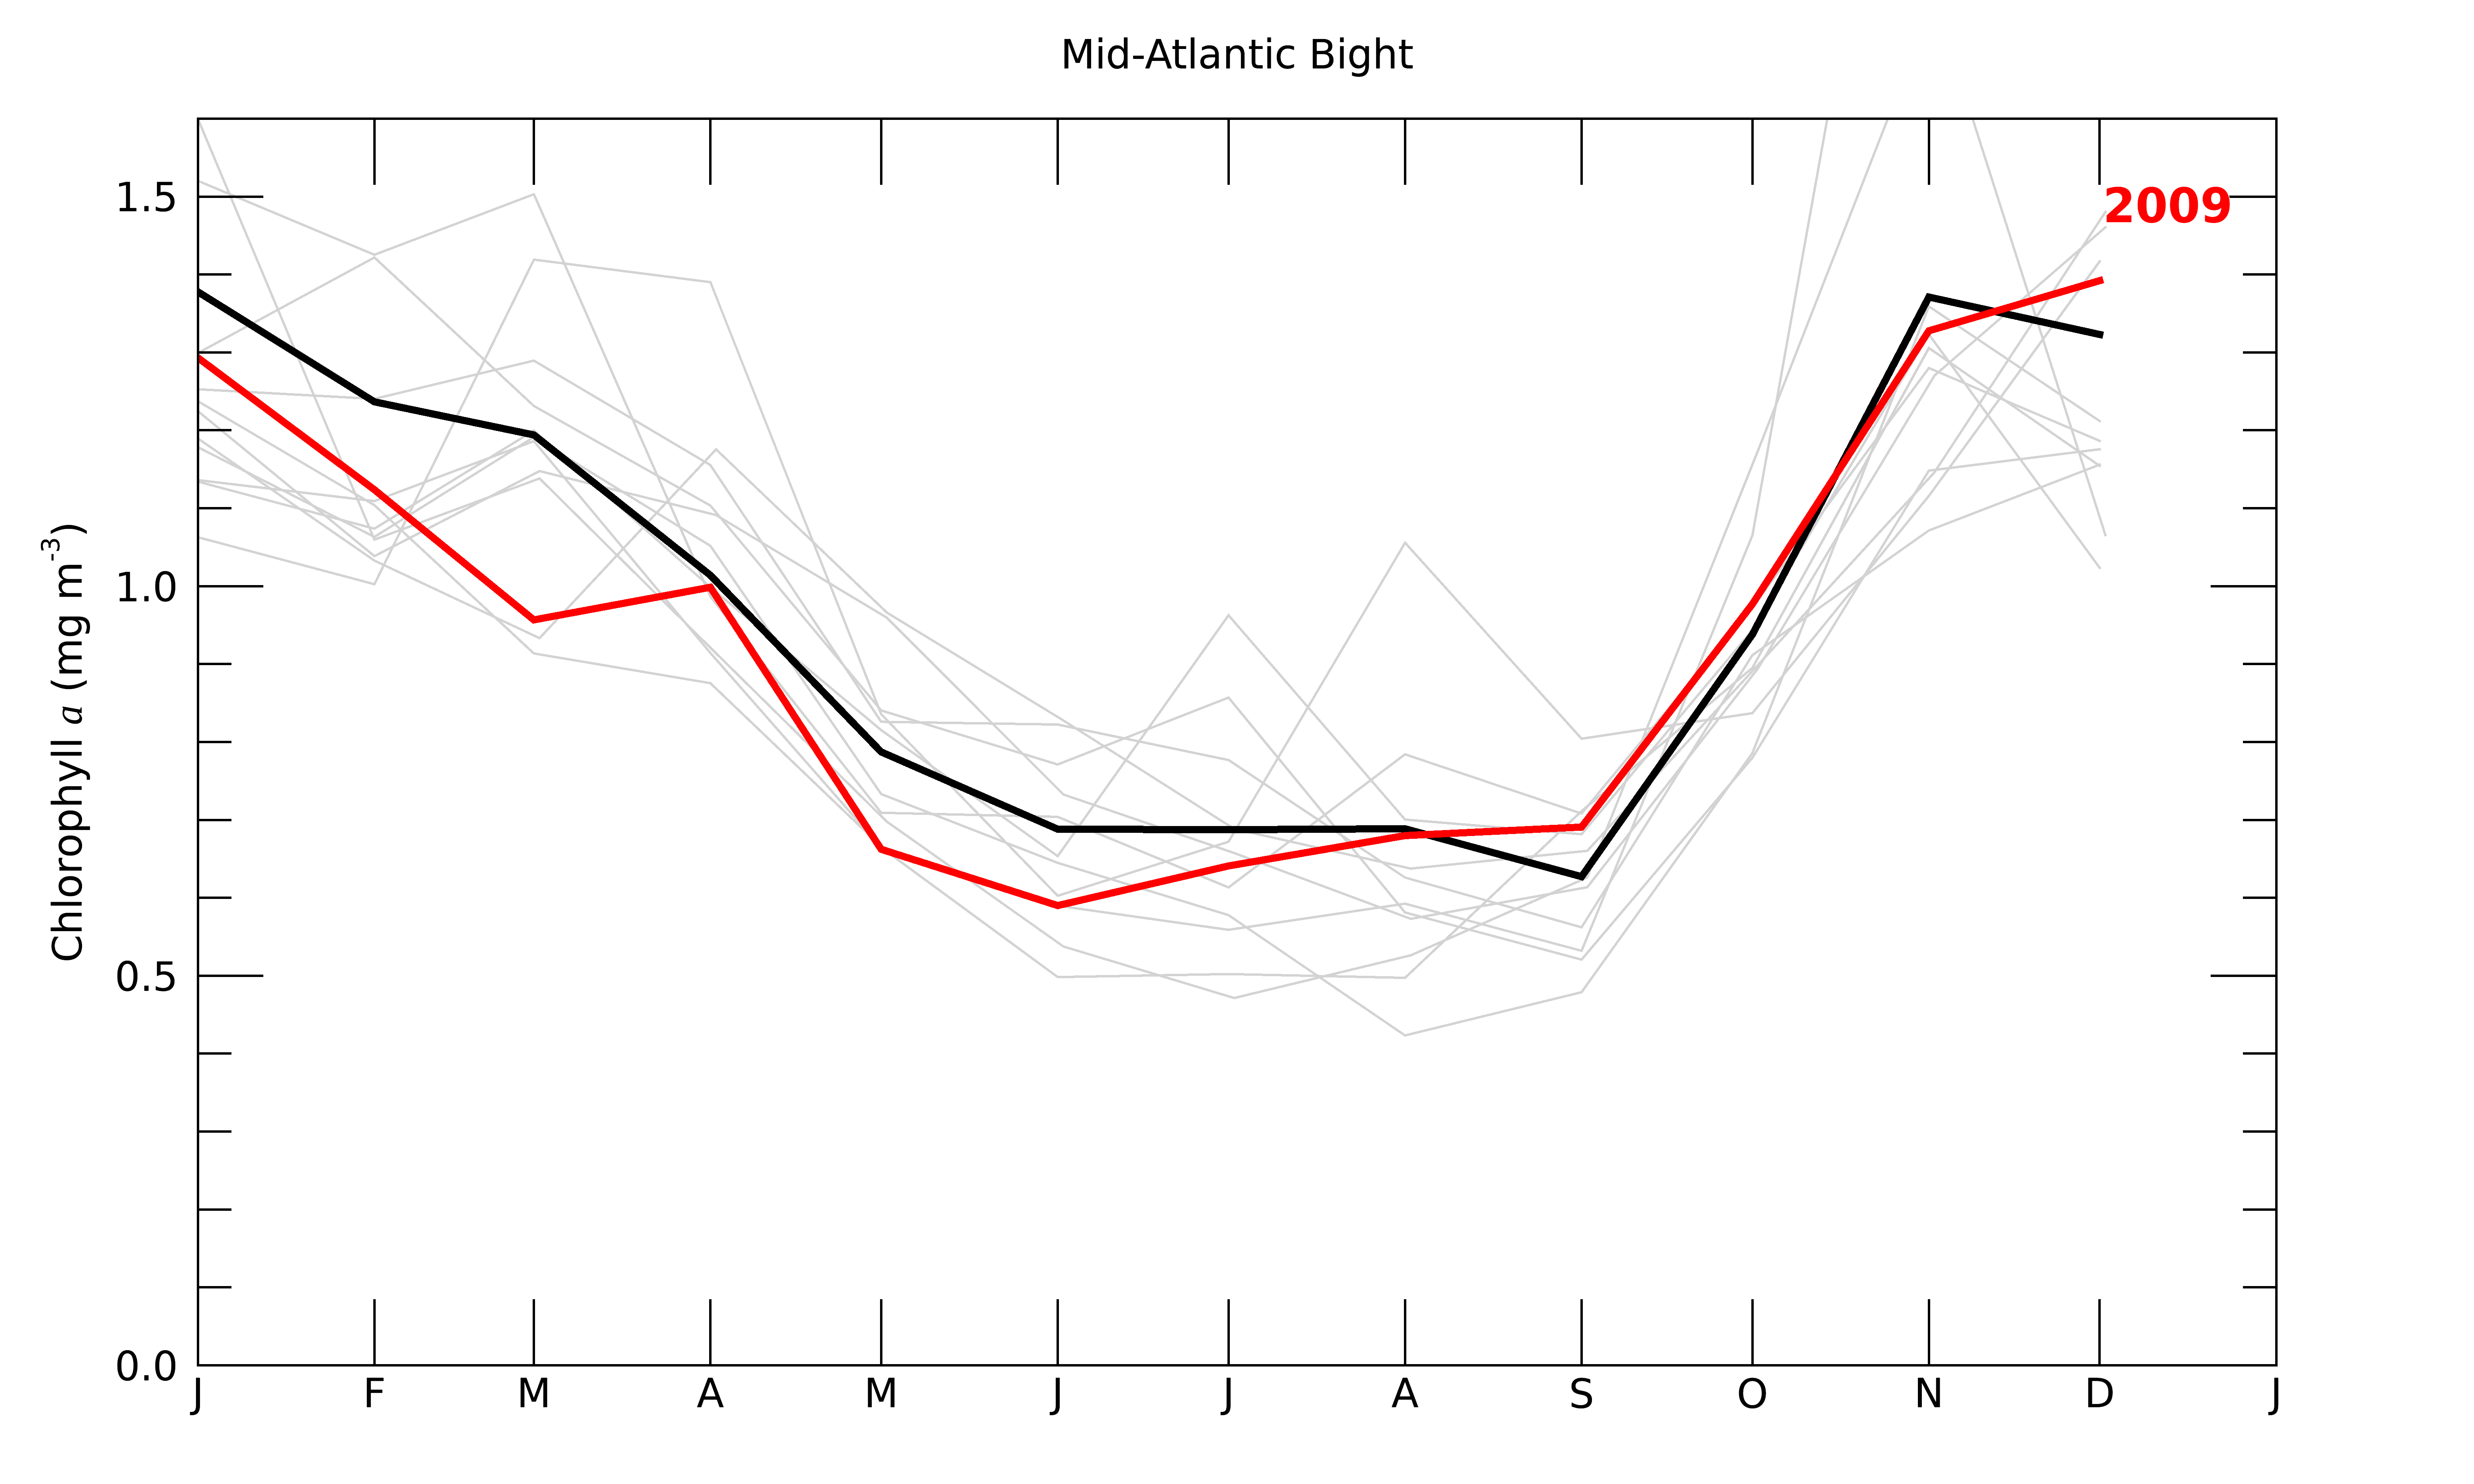 Mid-Atlantic Bight
2009
1.5
1.0
0.5
0.0
Chlorophyll a (mg m⁻³)
J F M A M J J A S O N D J